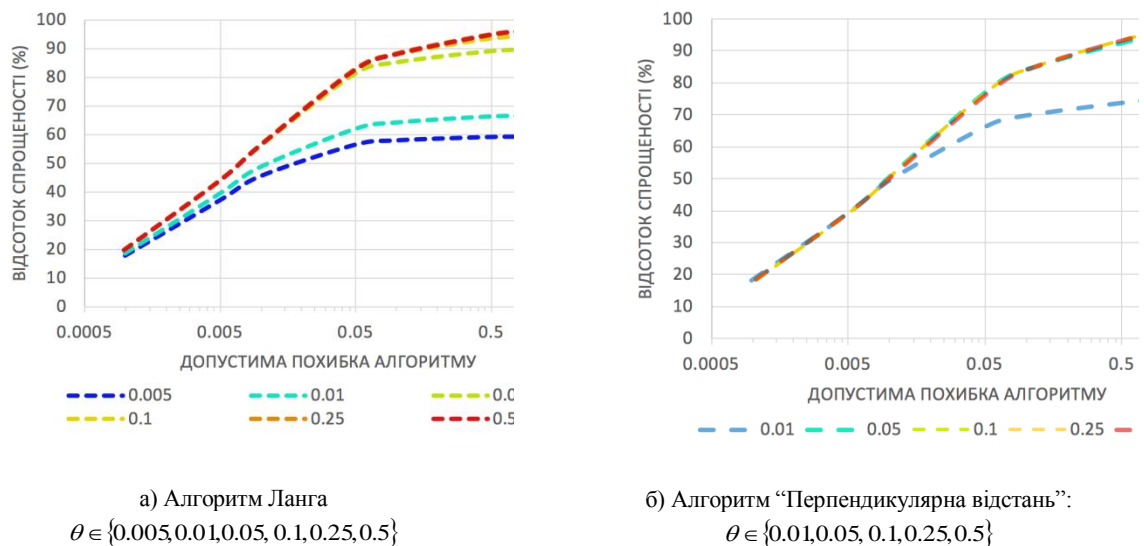 100
90
80
70
60
50
40
30
20
10
0
ВІДСОТОК СПРОЩЕНОСТІ (%)
0.0005 0.005 0.05 0.5
ДОПУСТИМА ПОХИБКА АЛГОРИТМУ
0.005 0.01 0.0
0.1 0.25 0.5
а) Алгоритм Ланга
θ ∈ {0.005, 0.01, 0.05, 0.1, 0.25, 0.5}
100
90
80
70
60
50
40
30
20
10
0
ВІДСОТОК СПРОЩЕНОСТІ (%)
0.0005 0.005 0.05 0.5
ДОПУСТИМА ПОХИБКА АЛГОРИТМУ
0.01 0.05 0.1 0.25
б) Алгоритм “Перпендикулярна відстань”:
θ ∈ {0.01, 0.05, 0.1, 0.25, 0.5}